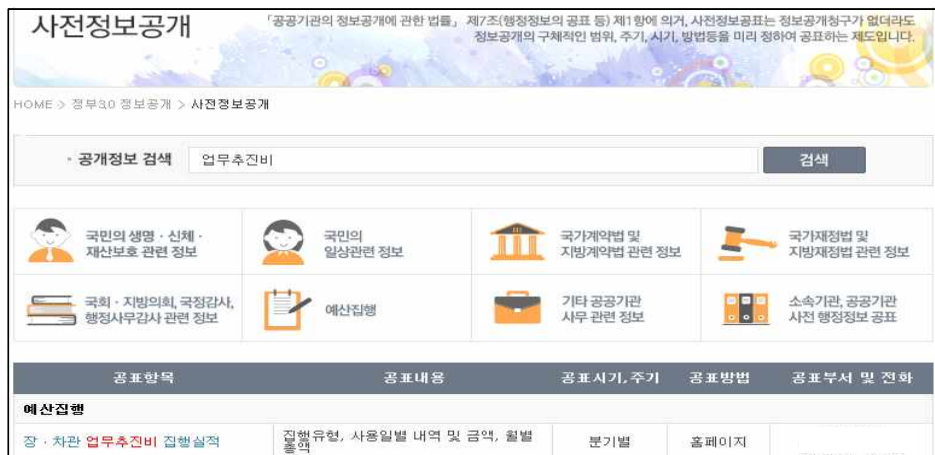 사전정보공개
「공공기관의 정보공개에 관한 법률」 제7조(행정정보의 공표 등) 제1항에 의거, 사전정보공표는 정보공개청구가 없더라도
정보공개의 구체적인 범위, 주기, 시기, 방법등을 미리 정하여 공표하는 제도입니다.
HOME > 정부3.0 정보공개 > 사전정보공개
공개정보 검색 업무추진비 검색
국민의 생명 · 신체 ·
재산보호 관련 정보
국민의
일상관련 정보
국가계약법 및
지방계약법 관련 정보
국가재정법 및
지방재정법 관련 정보
국회 · 지방의회, 국정감사,
행정사무감사 관련 정보
예산집행
기타 공공기관
사무 관련 정보
소속기관, 공공기관
사전 행정정보 공표
공표항목 공표내용 공표시기,주기 공표방법 공표부서 및 전화
예산집행
장 · 차관 업무추진비 집행실적 집행유형, 사용일별 내역 및 금액, 월별 총액 분기별 홈페이지